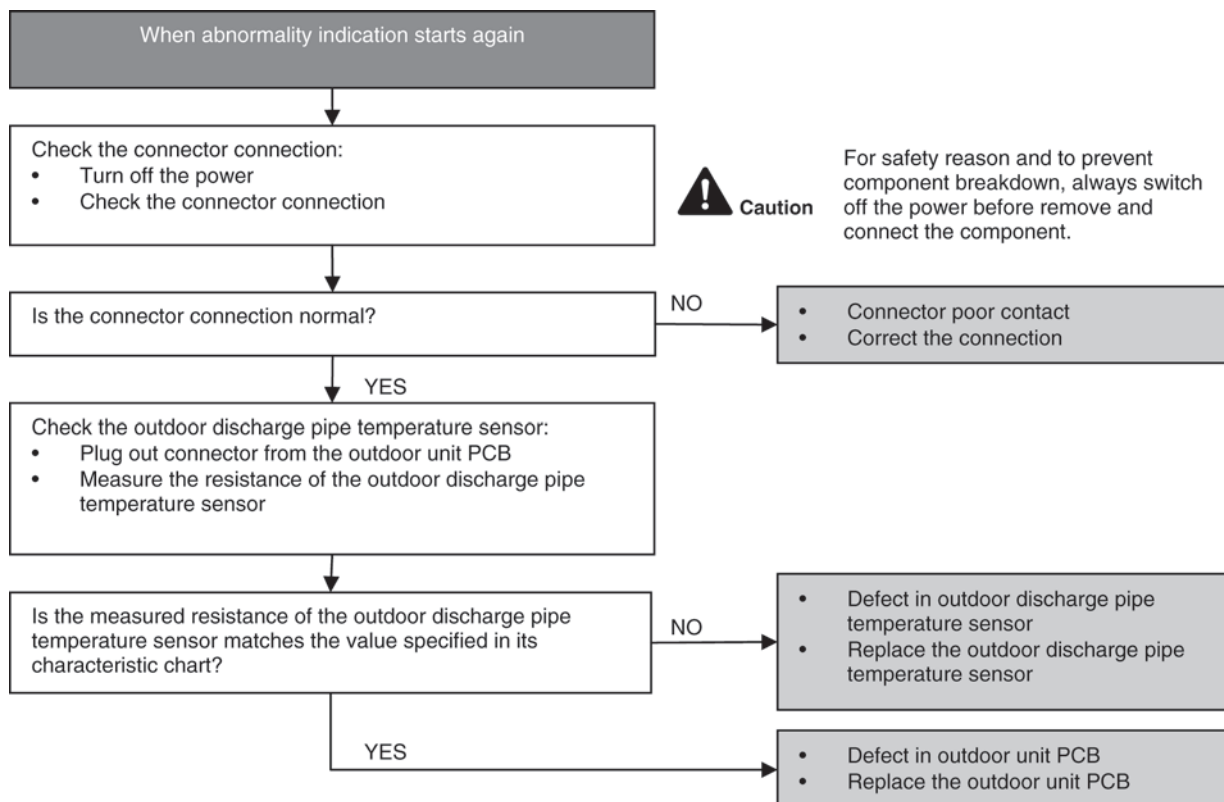 When abnormality indication starts again
Check the connector connection:
• Turn off the power
• Check the connector connection
Caution
For safety reason and to prevent
component breakdown, always switch
off the power before remove and
connect the component.
Is the connector connection normal?
NO
• Connector poor contact
• Correct the connection
YES
Check the outdoor discharge pipe temperature sensor:
• Plug out connector from the outdoor unit PCB
• Measure the resistance of the outdoor discharge pipe
temperature sensor
Is the measured resistance of the outdoor discharge pipe
temperature sensor matches the value specified in its
characteristic chart?
NO
• Defect in outdoor discharge pipe
temperature sensor
• Replace the outdoor discharge pipe
temperature sensor
YES
• Defect in outdoor unit PCB
• Replace the outdoor unit PCB